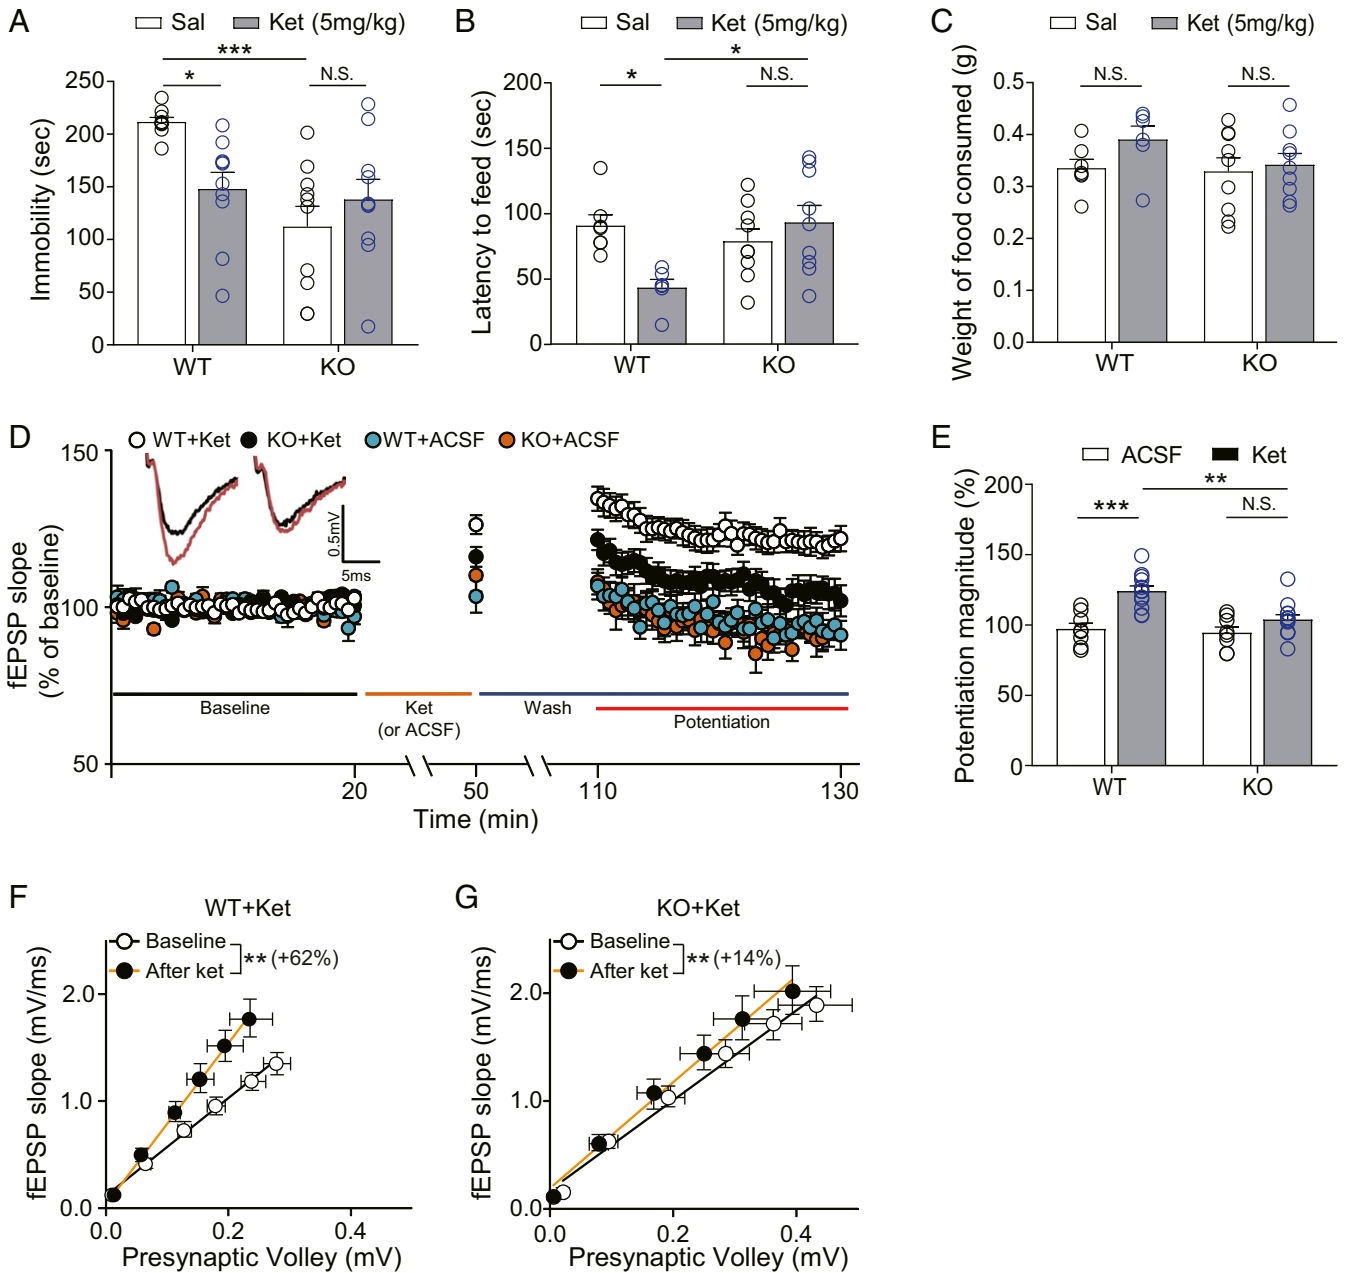 A
Sal
Ket (5mg/kg)
***
*
N.S.
250
200
150
100
50
0
Immobility (sec)
WT
KO
B
Sal
Ket (5mg/kg)
*
*
N.S.
200
150
100
50
0
Latency to feed (sec)
WT
KO
C
Sal
Ket (5mg/kg)
N.S.
N.S.
0.5
0.4
0.3
0.2
0.1
0.0
Weight of food consumed (g)
WT
KO
D
WT+Ket
KO+Ket
WT+ACSF
KO+ACSF
150
100
50
fEPSP slope
(% of baseline)
0.5mV
5ms
Baseline
Ket
(or ACSF)
Wash
Potentiation
20
50
110
130
Time (min)
E
ACSF
Ket
**
***
N.S.
200
150
100
50
0
Potentiation magnitude (%)
WT
KO
F
WT+Ket
Baseline
After ket
** (+62%)
2.0
1.0
0.0
fEPSP slope (mV/ms)
0.0
0.2
0.4
Presynaptic Volley (mV)
G
KO+Ket
Baseline
After ket
** (+14%)
2.0
1.0
0.0
fEPSP slope (mV/ms)
0.0
0.2
0.4
Presynaptic Volley (mV)